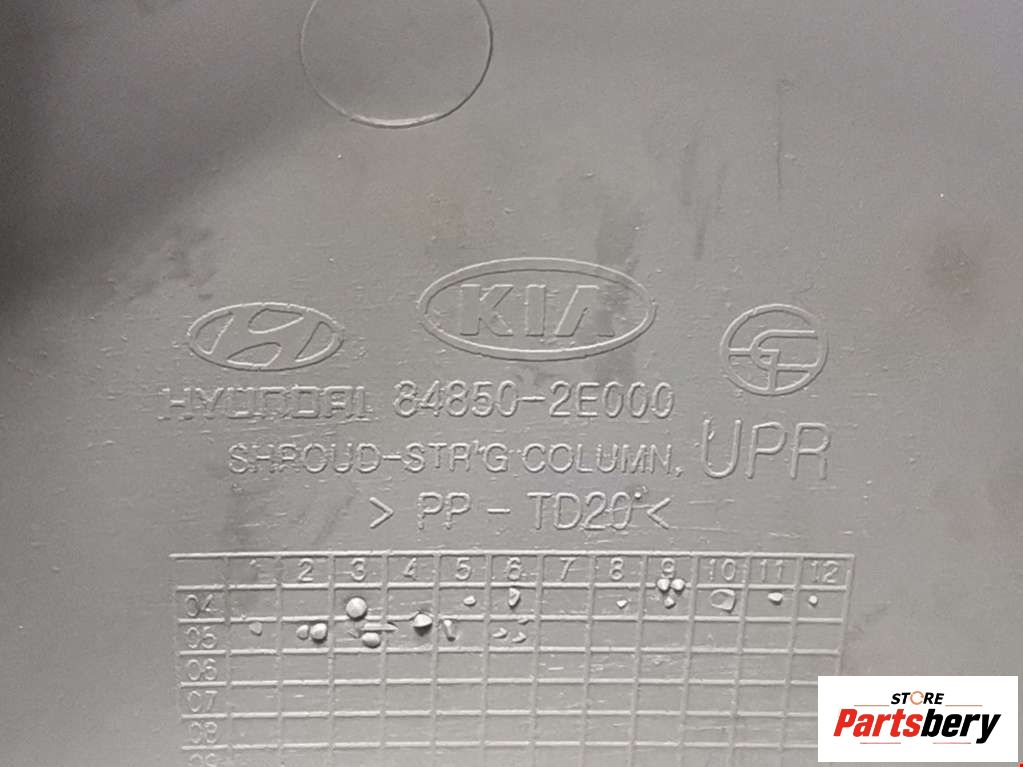 KIA
HYUNDAI 84850-2E000
SHROUD-STR'G COLUMN, UPR
> PP - TD20 <
1 2 3 4 5 6 7 8 9 10 11 12
04
05
06
07
08
STORE
Partsbery